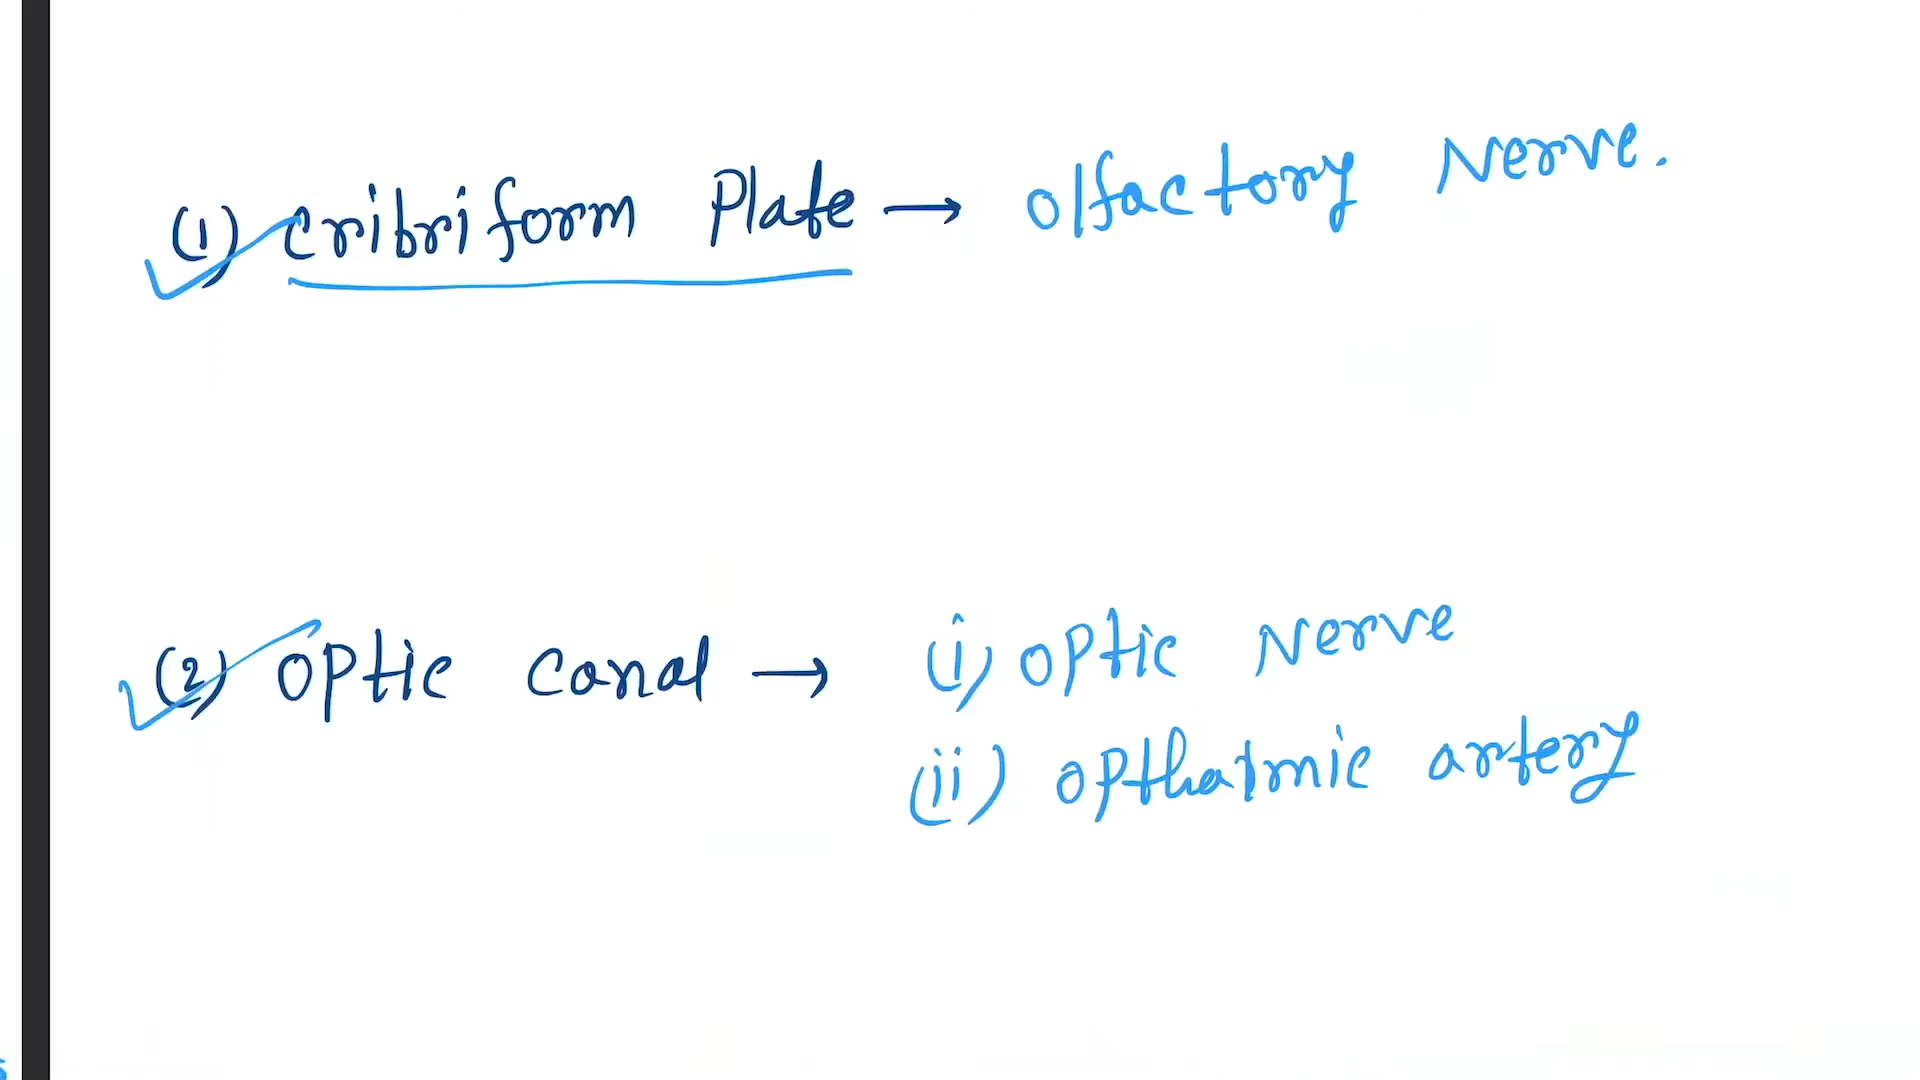 (1) Cribriform Plate → Olfactory Nerve.
(2) Optic Canal → (i) Optic Nerve
(ii) Opthalmic artery